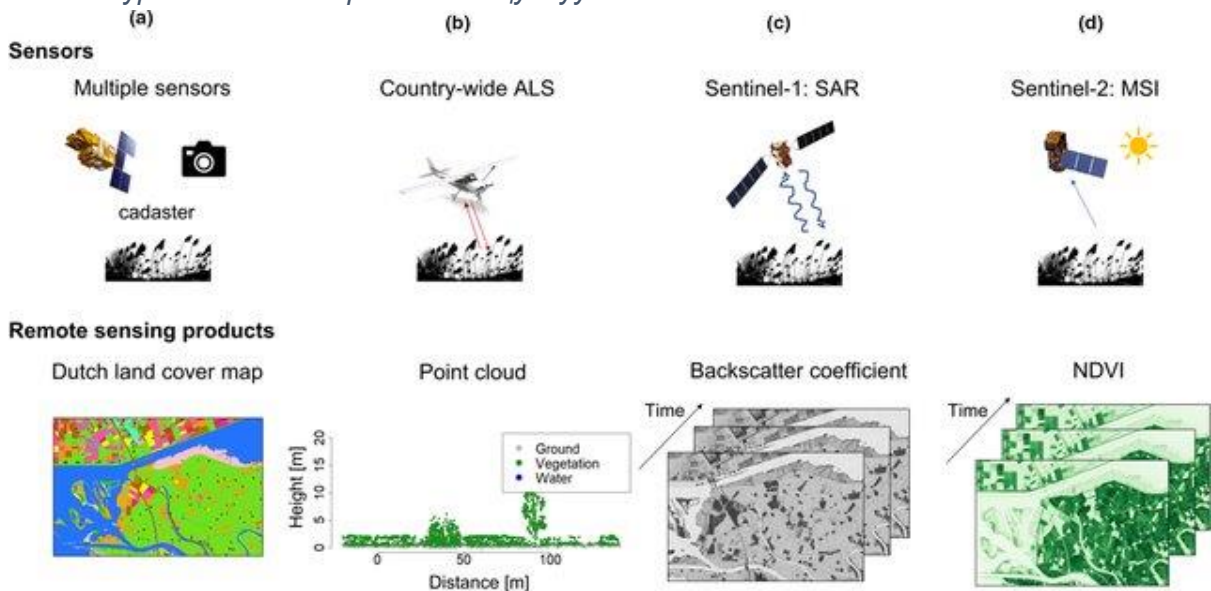 (a) (b) (c) (d)
Sensors
Multiple sensors Country-wide ALS Sentinel-1: SAR Sentinel-2: MSI
cadaster
Remote sensing products
Dutch land cover map Point cloud Backscatter coefficient NDVI
Time Time
Height [m]
20
15
10
5
0
Ground
Vegetation
Water
0 50 100
Distance [m]